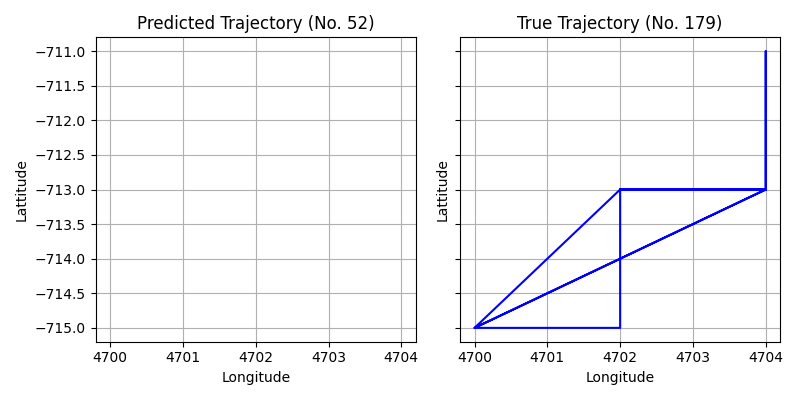 Predicted Trajectory (No. 52)
True Trajectory (No. 179)
−711.0
−711.5
−712.0
−712.5
−713.0
−713.5
−714.0
−714.5
−715.0
Lattitude
Lattitude
4700 4701 4702 4703 4704
4700 4701 4702 4703 4704
Longitude
Longitude